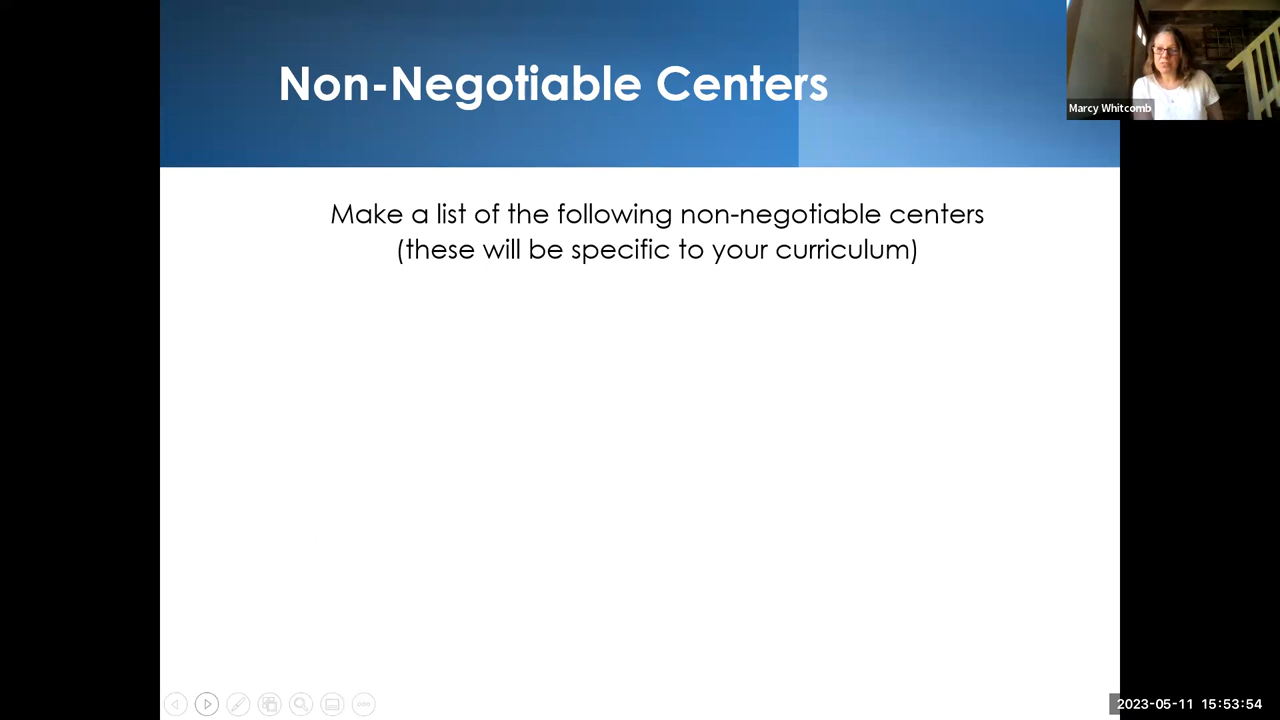 Non-Negotiable Centers
Marcy Whitcomb
Make a list of the following non-negotiable centers
(these will be specific to your curriculum)
2023-05-11 15:53:54